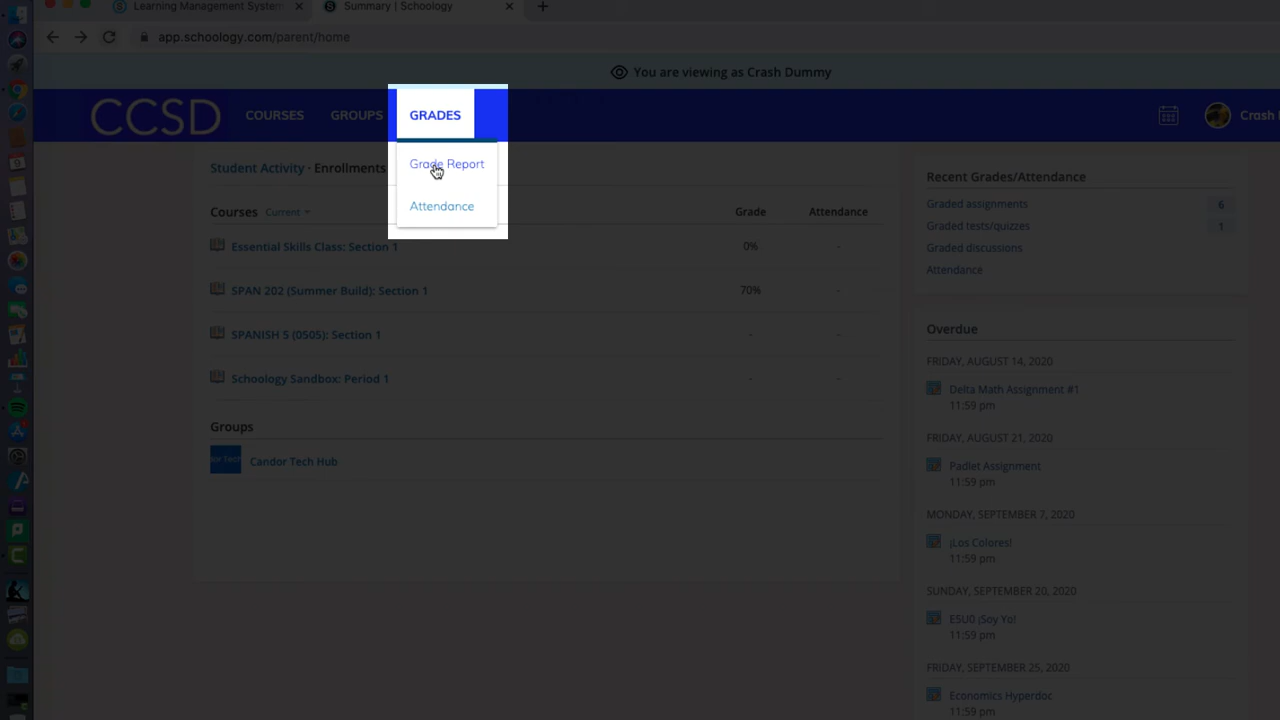 Learning Management System
Summary | Schoology
app.schoology.com/parent/home
You are viewing as Crash Dummy
CCSD
COURSES
GROUPS
GRADES
Crash
Grade Report
Attendance
Student Activity · Enrollments
Courses Current
Grade
Attendance
Essential Skills Class: Section 1
0%
-
SPAN 202 (Summer Build): Section 1
70%
-
SPANISH 5 (0505): Section 1
-
-
Schoology Sandbox: Period 1
-
-
Groups
Candor Tech Hub
Recent Grades/Attendance
Graded assignments
6
Graded tests/quizzes
1
Graded discussions
Attendance
Overdue
FRIDAY, AUGUST 14, 2020
Delta Math Assignment #1
11:59 pm
FRIDAY, AUGUST 21, 2020
Padlet Assignment
11:59 pm
MONDAY, SEPTEMBER 7, 2020
¡Los Colores!
11:59 pm
SUNDAY, SEPTEMBER 20, 2020
¡Soy Yo!
11:59 pm
FRIDAY, SEPTEMBER 25, 2020
Economics Hyperdoc
11:59 pm